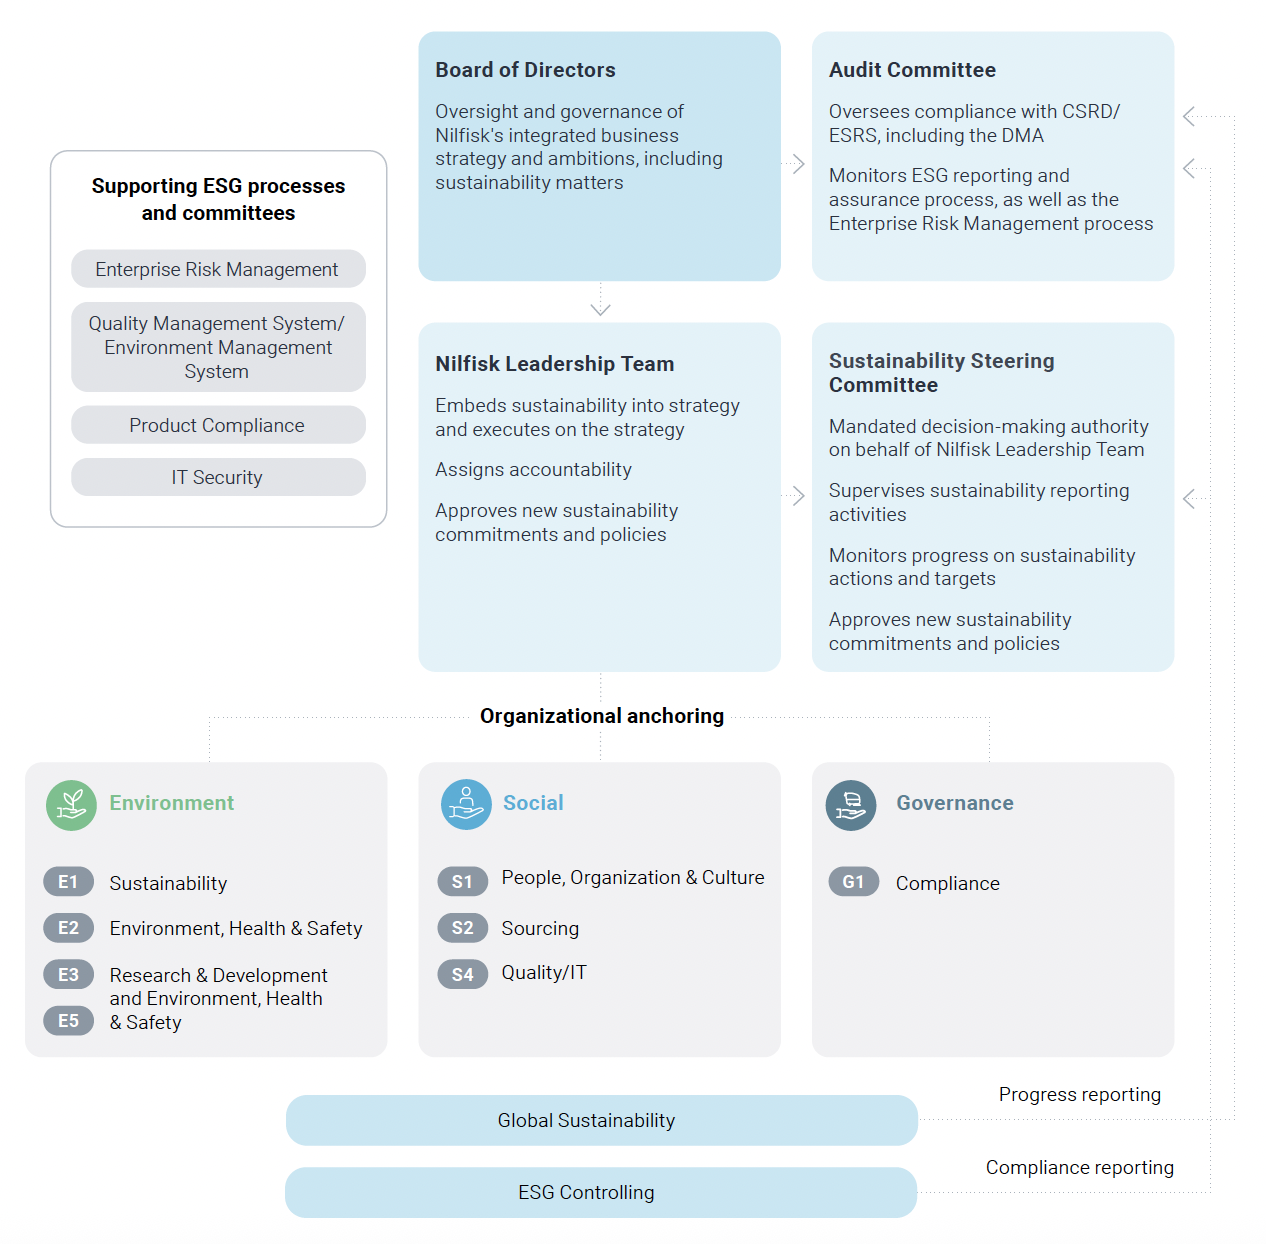 Board of Directors
Oversight and governance of
Nilfisk's integrated business
strategy and ambitions, including
sustainability matters
Audit Committee
Oversees compliance with CSRD/
ESRS, including the DMA
Monitors ESG reporting and
assurance process, as well as the
Enterprise Risk Management process
Supporting ESG processes
and committees
Enterprise Risk Management
Quality Management System/
Environment Management
System
Product Compliance
IT Security
Nilfisk Leadership Team
Embeds sustainability into strategy
and executes on the strategy
Assigns accountability
Approves new sustainability
commitments and policies
Sustainability Steering
Committee
Mandated decision-making authority
on behalf of Nilfisk Leadership Team
Supervises sustainability reporting
activities
Monitors progress on sustainability
actions and targets
Approves new sustainability
commitments and policies
Organizational anchoring
Environment
E1 Sustainability
E2 Environment, Health & Safety
E3 Research & Development
and Environment, Health
E5 & Safety
Social
S1 People, Organization & Culture
S2 Sourcing
S4 Quality/IT
Governance
G1 Compliance
Global Sustainability
Progress reporting
ESG Controlling
Compliance reporting